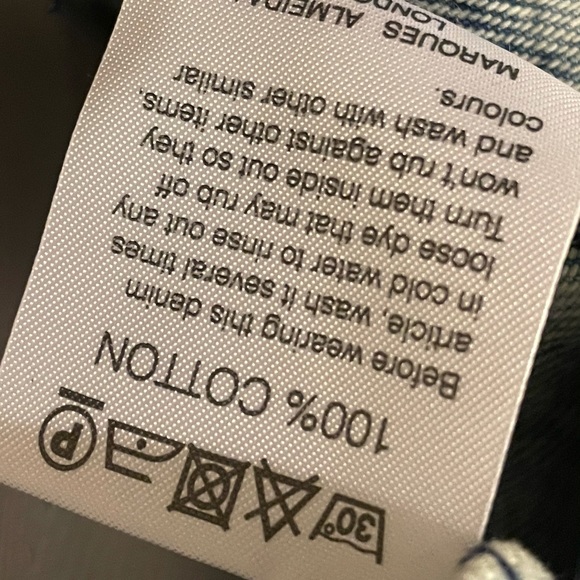 30°
P
100% COTTON
Before wearing this denim
article, wash it several times
in cold water to rinse out any
loose dye that may rub off
Turn them inside out so they
won't rub against other items,
and wash with other similar
colours.
MARQUES ALMEIDA
LONDON